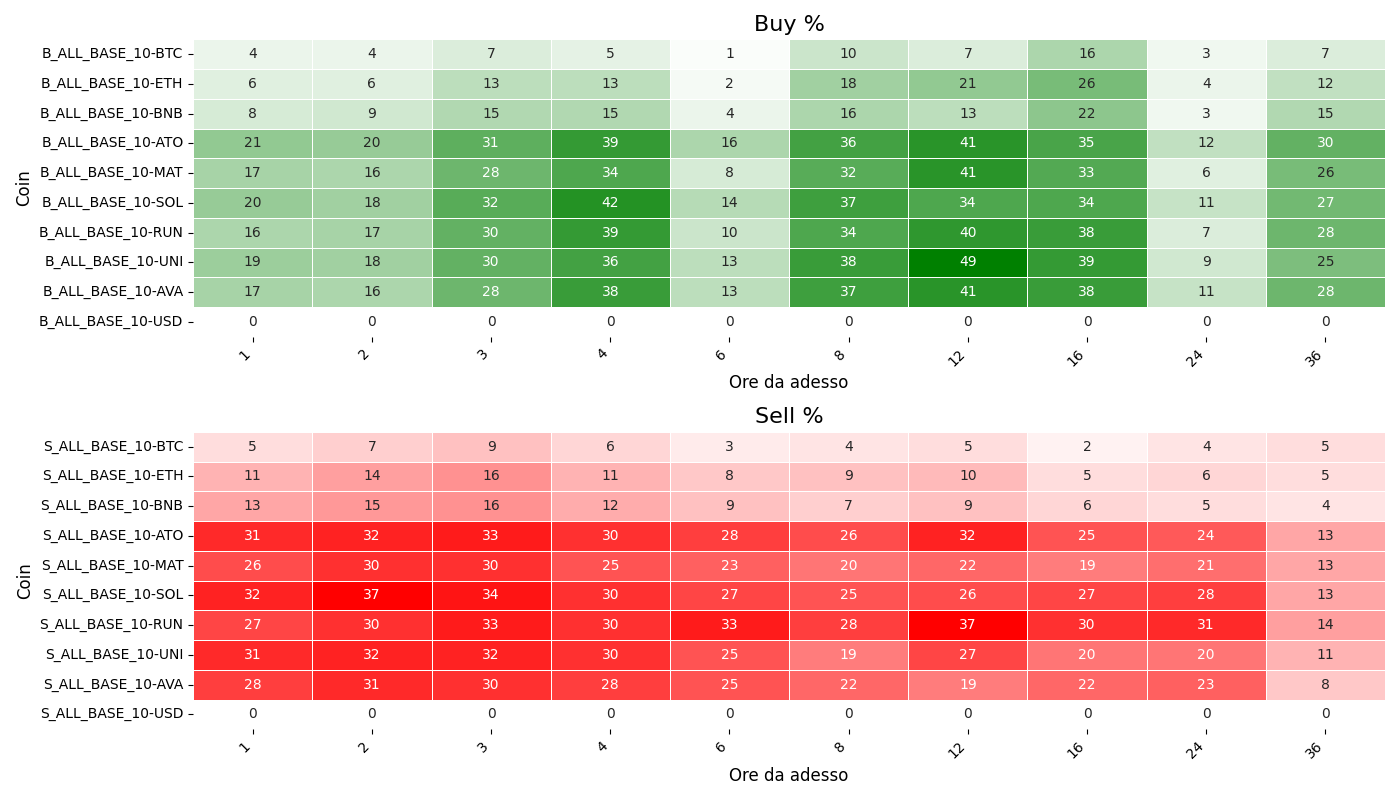 Buy %
Coin
B_ALL_BASE_10-BTC 4 4 7 5 1 10 7 16 3 7
B_ALL_BASE_10-ETH 6 6 13 13 2 18 21 26 4 12
B_ALL_BASE_10-BNB 8 9 15 15 4 16 13 22 3 15
B_ALL_BASE_10-ATO 21 20 31 39 16 36 41 35 12 30
B_ALL_BASE_10-MAT 17 16 28 34 8 32 41 33 6 26
B_ALL_BASE_10-SOL 20 18 32 42 14 37 34 34 11 27
B_ALL_BASE_10-RUN 16 17 30 39 10 34 40 38 7 28
B_ALL_BASE_10-UNI 19 18 30 36 13 38 49 39 9 25
B_ALL_BASE_10-AVA 17 16 28 38 13 37 41 38 11 28
B_ALL_BASE_10-USD 0 0 0 0 0 0 0 0 0 0
1 2 3 4 6 8 12 16 24 36
Ore da adesso
Sell %
Coin
S_ALL_BASE_10-BTC 5 7 9 6 3 4 5 2 4 5
S_ALL_BASE_10-ETH 11 14 16 11 8 9 10 5 6 5
S_ALL_BASE_10-BNB 13 15 16 12 9 7 9 6 5 4
S_ALL_BASE_10-ATO 31 32 33 30 28 26 32 25 24 13
S_ALL_BASE_10-MAT 26 30 30 25 23 20 22 19 21 13
S_ALL_BASE_10-SOL 32 37 34 30 27 25 26 27 28 13
S_ALL_BASE_10-RUN 27 30 33 30 33 28 37 30 31 14
S_ALL_BASE_10-UNI 31 32 32 30 25 19 27 20 20 11
S_ALL_BASE_10-AVA 28 31 30 28 25 22 19 22 23 8
S_ALL_BASE_10-USD 0 0 0 0 0 0 0 0 0 0
1 2 3 4 6 8 12 16 24 36
Ore da adesso